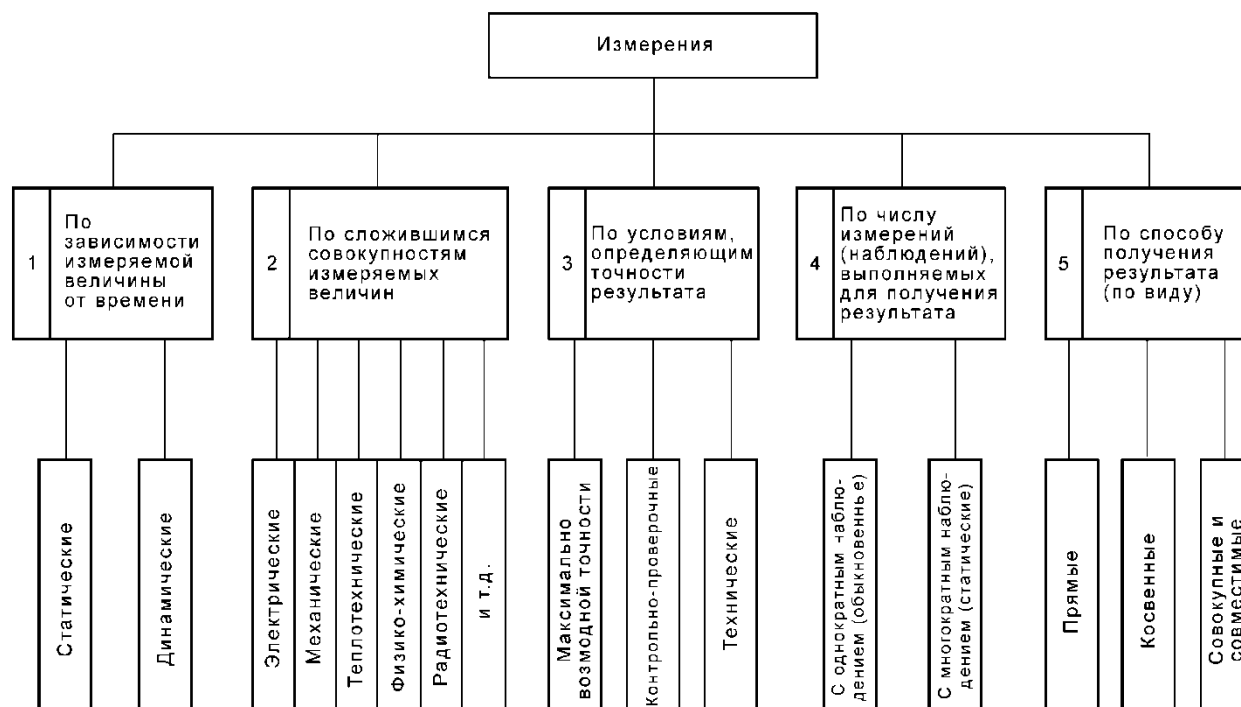 Измерения
1
По
зависимости
измеряемой
величины
от времени
2
По сложившимся
совокупностям
измеряемых
величин
3
По условиям,
определяющим
точности
результата
4
По числу
измерений
(наблюдений),
выполняемых
для получения
результата
5
По способу
получения
результата
(по виду)
Статические
Динамические
Электрические
Механические
Теплотехнические
Физико-химические
Радиотехнические
и т.д.
Максимально
возмодной точности
Контрольно-проверочные
Технические
С однократным наблю-
дением (обыкновеннье)
С многократным наблю-
дением (статические)
Прямые
Косвенные
Совокупные и
совместимые